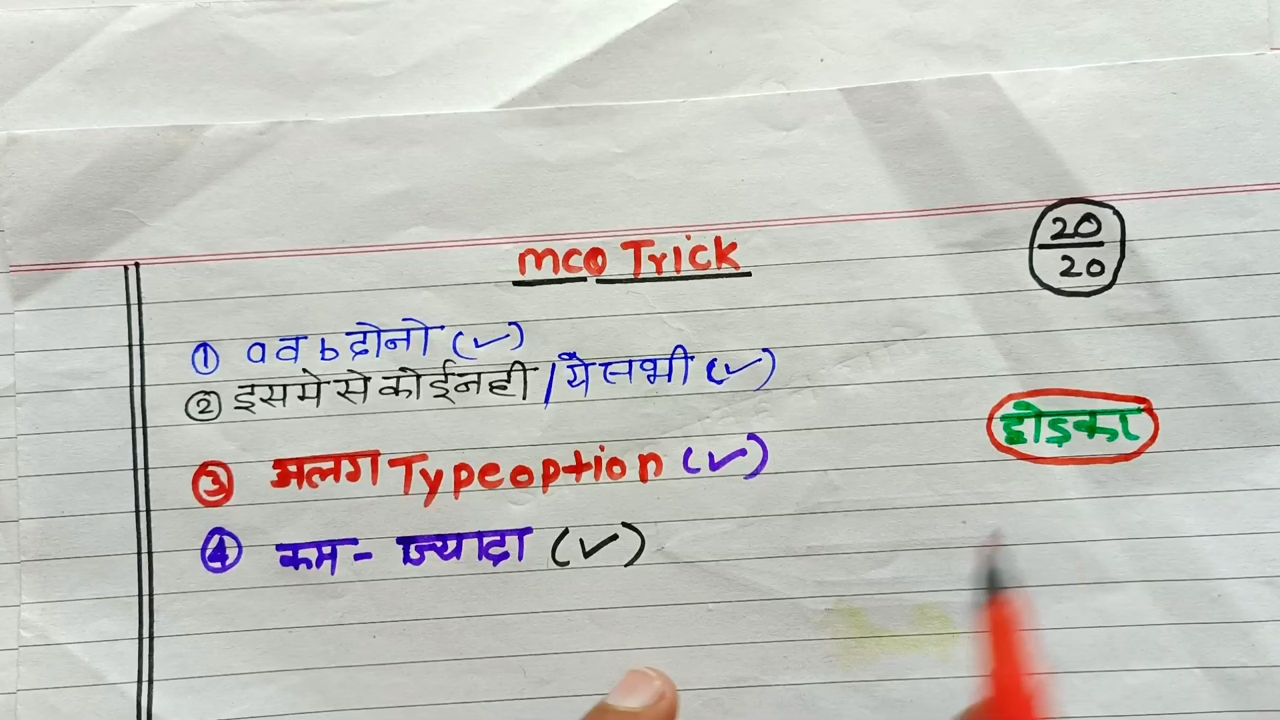 MCQ Trick
20
20
① a व b दोनो (✓)
② इसमे से कोई नही / ये सभी (✓)
③ अलग Type option (✓)
④ कम - ज्यादा (✓)